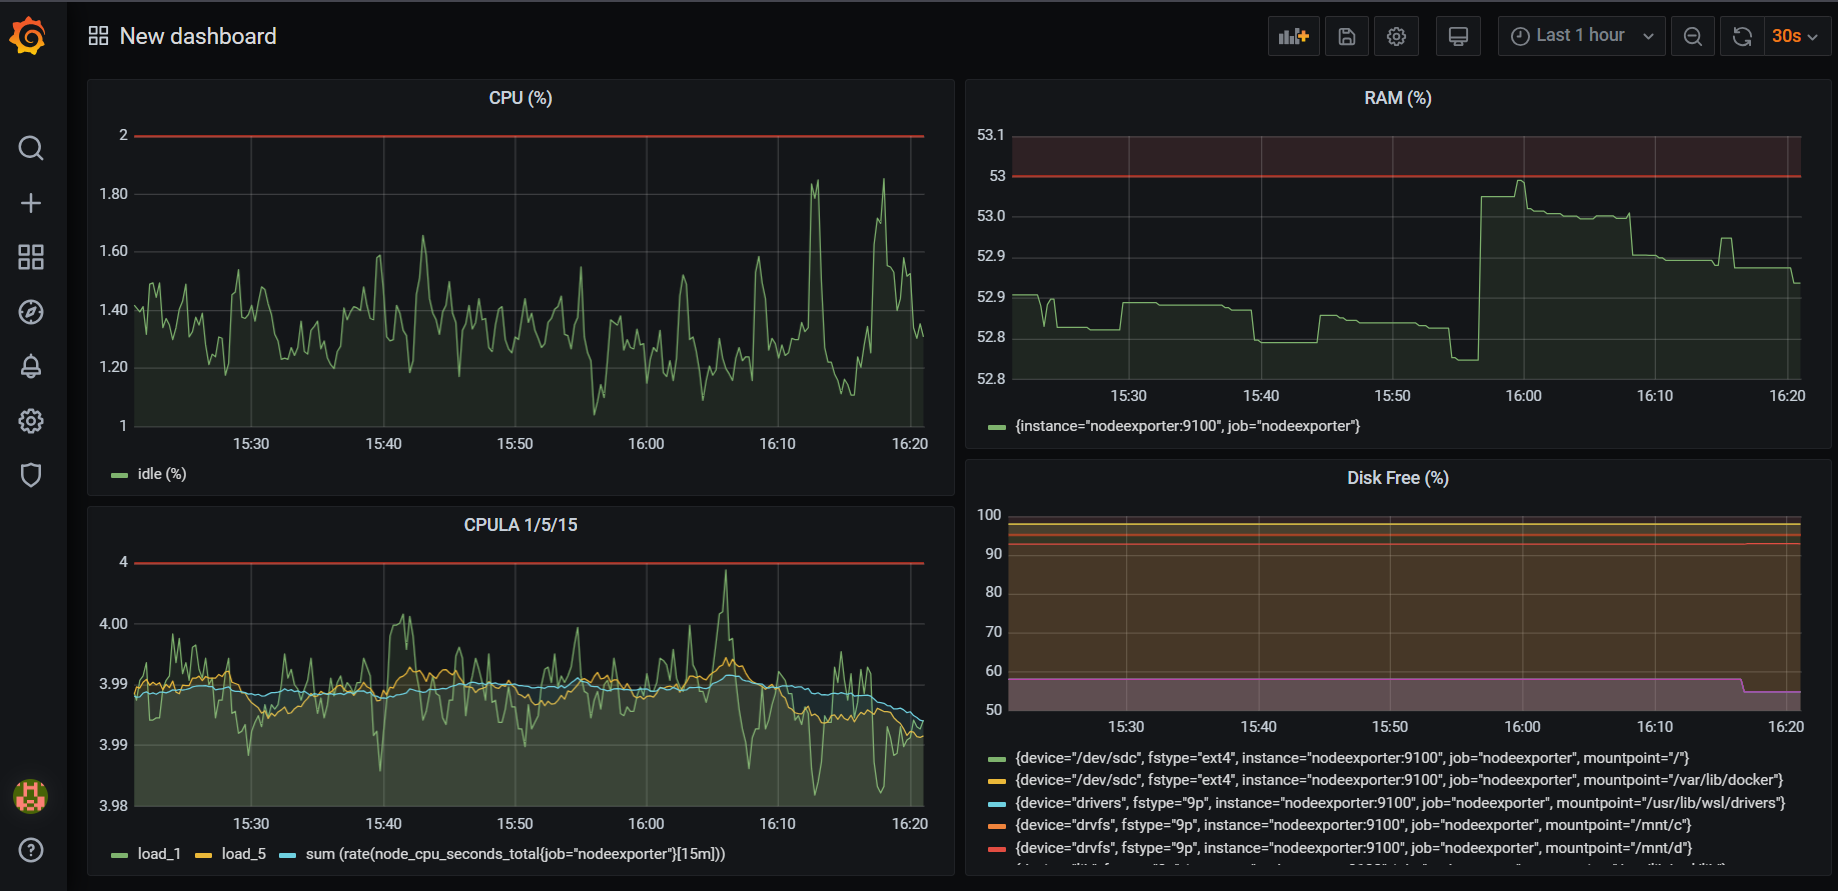 New dashboard
Last 1 hour
30s
CPU (%)
2
1.80
1.60
1.40
1.20
1
15:30 15:40 15:50 16:00 16:10 16:20
idle (%)
RAM (%)
53.1
53
53.0
52.9
52.9
52.8
52.8
15:30 15:40 15:50 16:00 16:10 16:20
{instance="nodeexporter:9100", job="nodeexporter"}
CPULA 1/5/15
4
4.00
3.99
3.99
3.98
15:30 15:40 15:50 16:00 16:10 16:20
load_1 load_5 sum (rate(node_cpu_seconds_total{job="nodeexporter"}[15m]))
Disk Free (%)
100
90
80
70
60
50
15:30 15:40 15:50 16:00 16:10 16:20
{device="/dev/sdc", fstype="ext4", instance="nodeexporter:9100", job="nodeexporter", mountpoint="/"}
{device="/dev/sdc", fstype="ext4", instance="nodeexporter:9100", job="nodeexporter", mountpoint="/var/lib/docker"}
{device="drivers", fstype="9p", instance="nodeexporter:9100", job="nodeexporter", mountpoint="/usr/lib/wsl/drivers"}
{device="drvfs", fstype="9p", instance="nodeexporter:9100", job="nodeexporter", mountpoint="/mnt/c"}
{device="drvfs", fstype="9p", instance="nodeexporter:9100", job="nodeexporter", mountpoint="/mnt/d"}